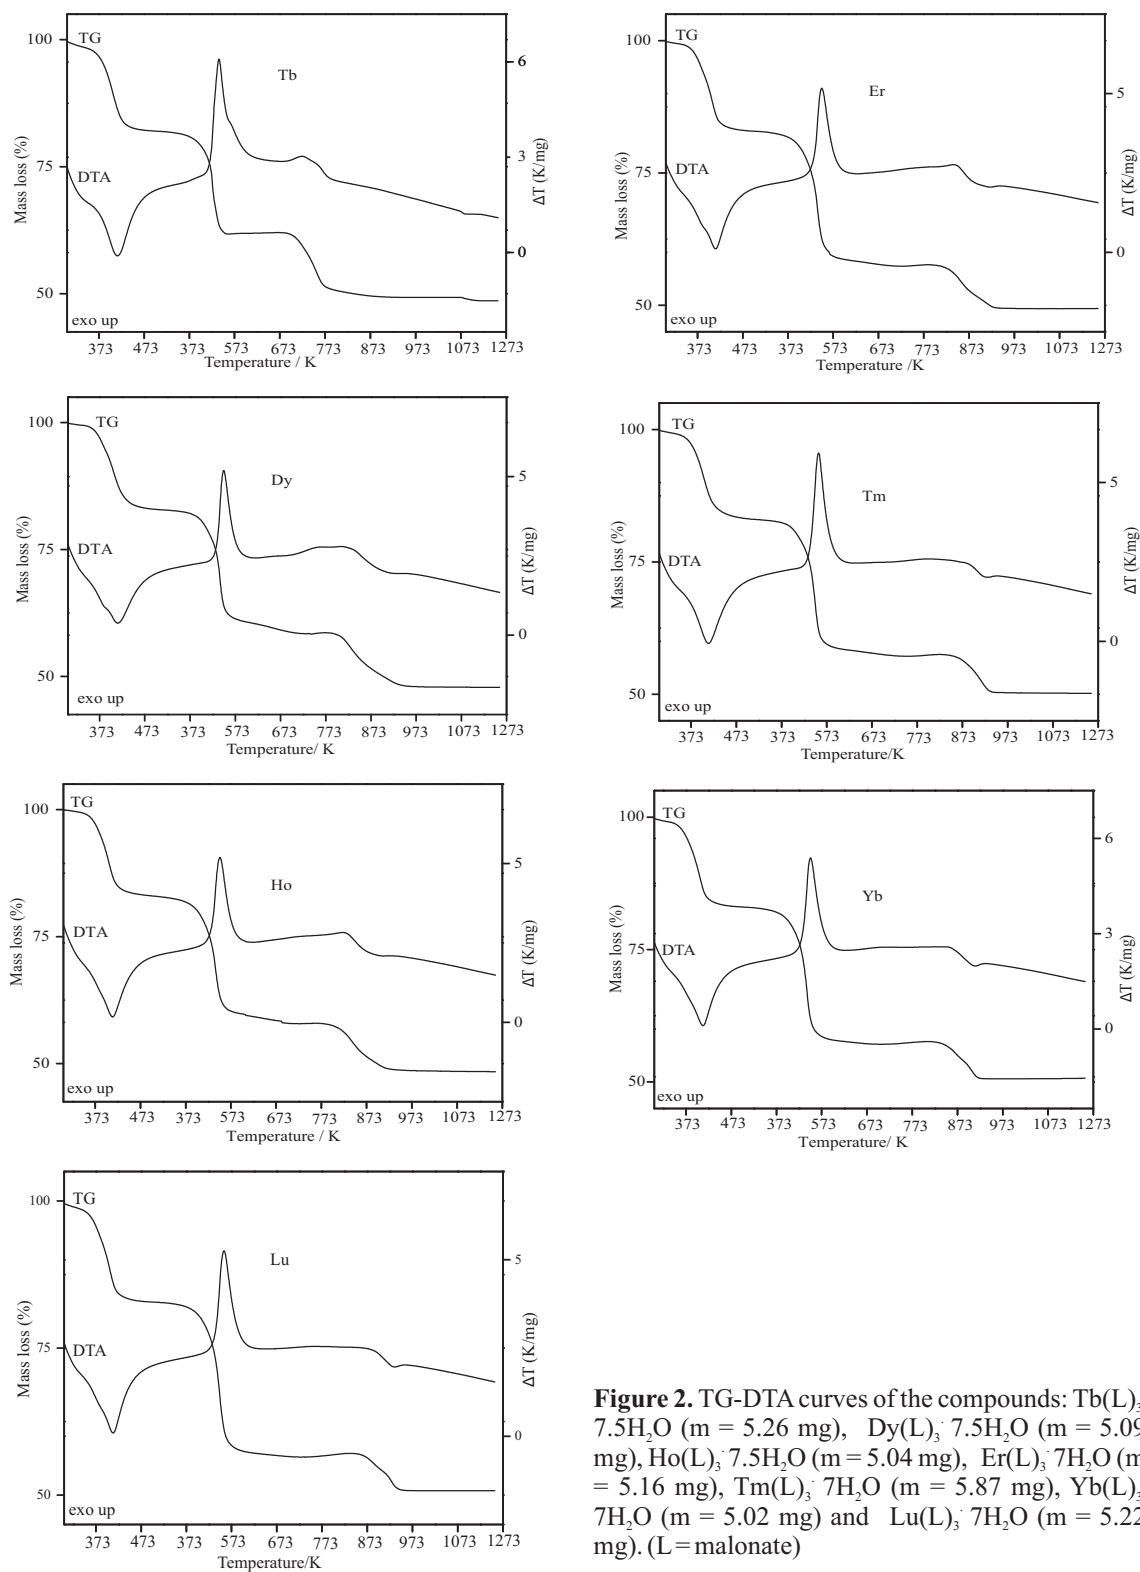 100
TG
6
Tb
75
3
DTA
0
50
exo up
Mass loss (%)
ΔT (K/mg)
373 473 373 573 673 773 873 973 1073 1273
Temperature / K
100
TG
5
Er
75
DTA
0
50
exo up
Mass loss (%)
ΔT (K/mg)
373 473 373 573 673 773 873 973 1073 1273
Temperature /K
100
TG
5
Dy
75
DTA
0
50
exo up
Mass loss (%)
ΔT (K/mg)
373 473 373 573 673 773 873 973 1073 1273
Temperature/ K
100
TG
5
Tm
75
DTA
0
50
exo up
Mass loss (%)
ΔT (K/mg)
373 473 373 573 673 773 873 973 1073 1273
Temperature/K
100
TG
5
Ho
75
DTA
0
50
exo up
Mass loss (%)
ΔT (K/mg)
373 473 373 573 673 773 873 973 1073 1273
Temperature / K
100
TG
6
Yb
75
3
DTA
0
50
exo up
Mass loss (%)
ΔT (K/mg)
373 473 373 573 673 773 873 973 1073 1273
Temperature/ K
100
TG
5
Lu
75
DTA
0
50
exo up
Mass loss (%)
ΔT (K/mg)
373 473 373 573 673 773 873 973 1073 1273
Temperature / K
Figure 2. TG-DTA curves of the compounds: Tb(L)₃·
7.5H₂O (m = 5.26 mg), Dy(L)₃· 7.5H₂O (m = 5.09
mg), Ho(L)₃· 7.5H₂O (m = 5.04 mg), Er(L)₃· 7H₂O (m
= 5.16 mg), Tm(L)₃· 7H₂O (m = 5.87 mg), Yb(L)₃·
7H₂O (m = 5.02 mg) and Lu(L)₃· 7H₂O (m = 5.22
mg). (L=malonate)